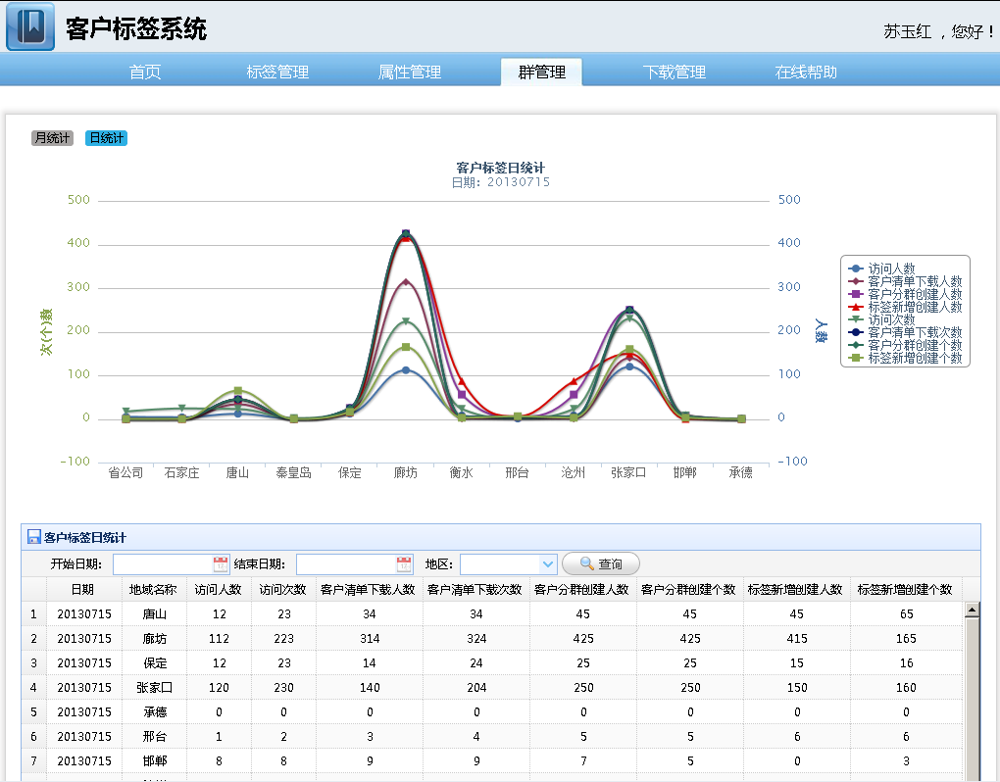 客户标签系统
苏玉红 ，您好！
首页 标签管理 属性管理 群管理 下载管理 在线帮助
月统计 日统计
客户标签日统计
日期：20130715
500 500
400 400
300 300
200 200
100 100
0 0
-100 -100
次(个)数
人数
省公司 石家庄 唐山 秦皇岛 保定 廊坊 衡水 邢台 沧州 张家口 邯郸 承德
访问人数
客户清单下载人数
客户分群创建人数
标签新增创建人数
访问次数
客户清单下载次数
客户分群创建个数
标签新增创建个数
客户标签日统计
开始日期： 结束日期： 地区： 查询
日期 地域名称 访问人数 访问次数 客户清单下载人数 客户清单下载次数 客户分群创建人数 客户分群创建个数 标签新增创建人数 标签新增创建个数
1 20130715 唐山 12 23 34 34 45 45 45 65
2 20130715 廊坊 112 223 314 324 425 425 415 165
3 20130715 保定 12 23 14 24 25 25 15 16
4 20130715 张家口 120 230 140 204 250 250 150 160
5 20130715 承德 0 0 0 0 0 0 0 0
6 20130715 邢台 1 2 3 4 5 5 6 6
7 20130715 邯郸 8 8 9 9 7 5 0 3